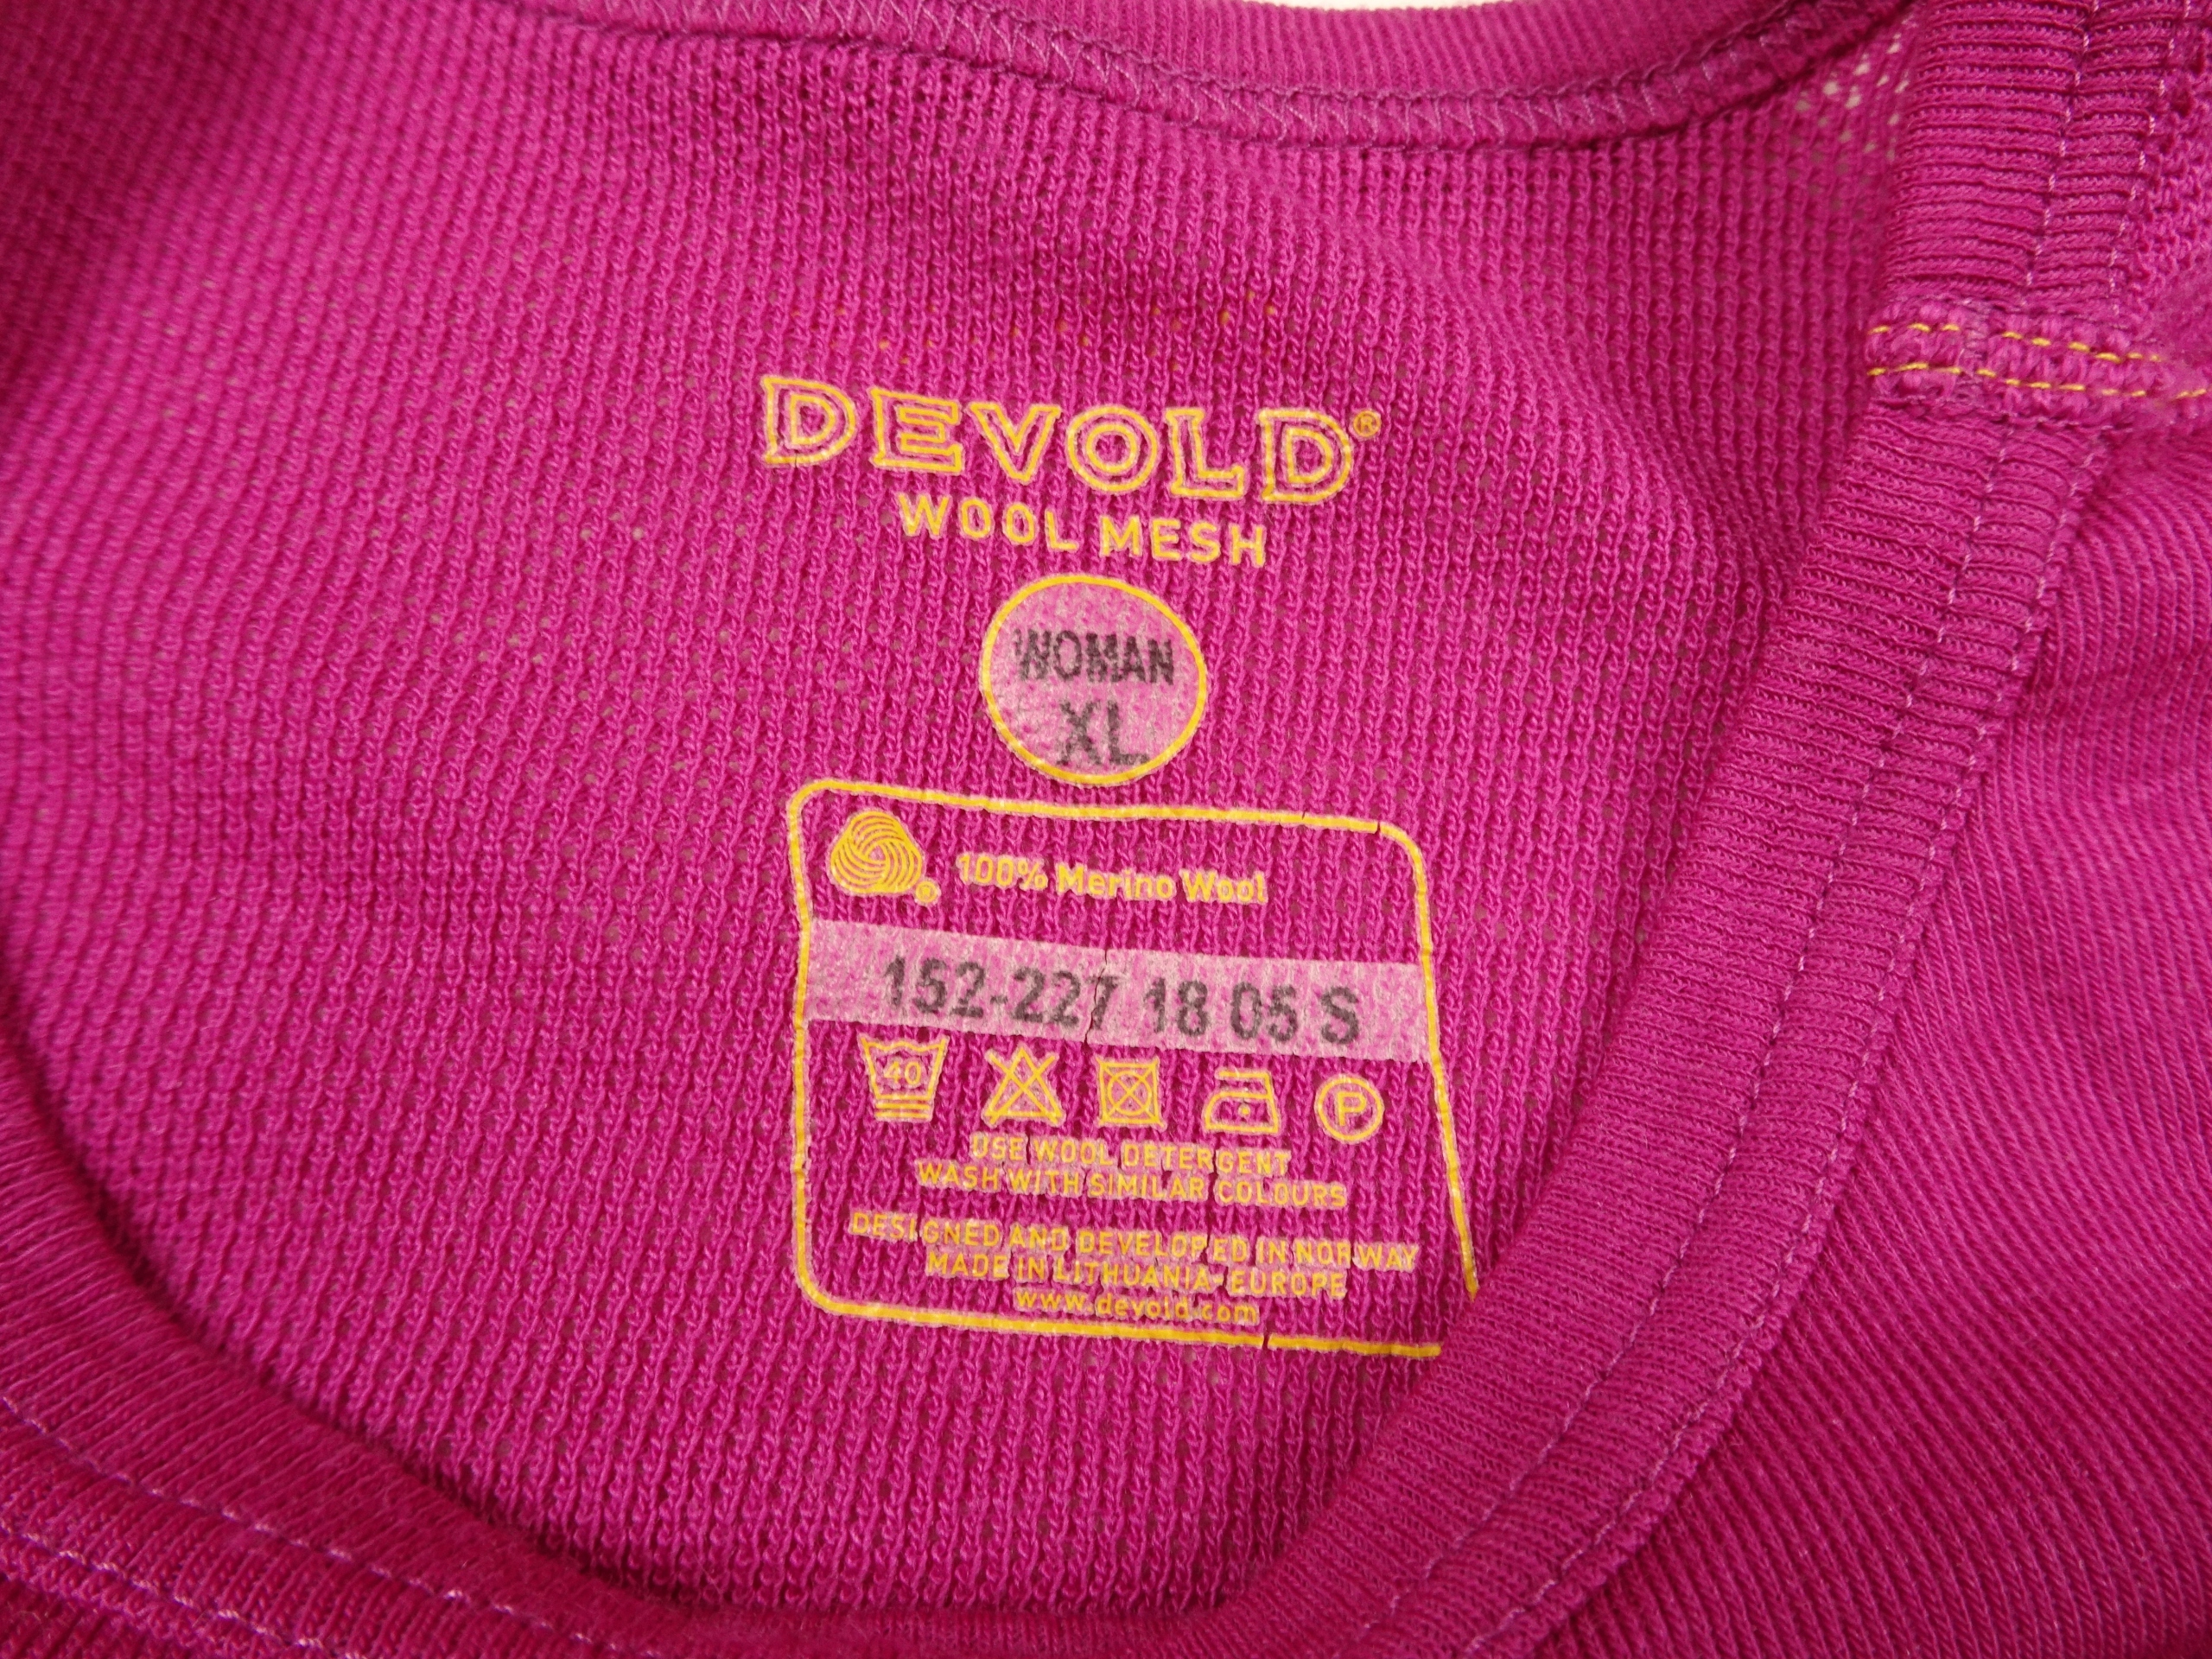 DEVOLD®
WOOL MESH
WOMAN
XL
® 100% Merino Wool
152-227 18 05 S
40 P
USE WOOL DETERGENT
WASH WITH SIMILAR COLOURS
DESIGNED AND DEVELOPED IN NORWAY
MADE IN LITHUANIA-EUROPE
www.devold.com